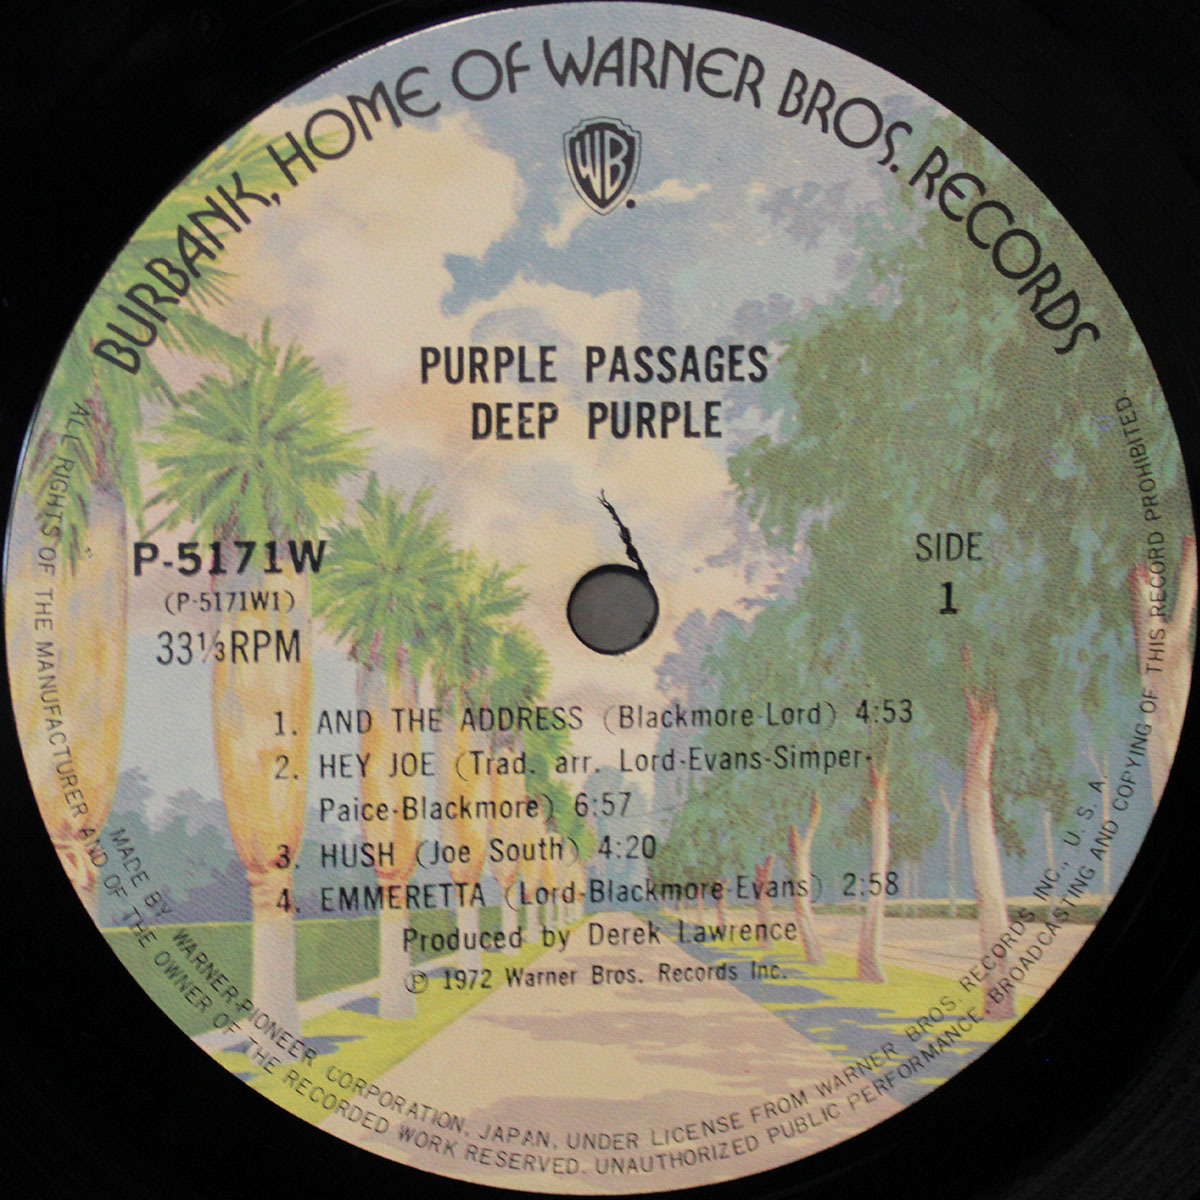 BURBANK, HOME OF WARNER BROS. RECORDS
WB
PURPLE PASSAGES
DEEP PURPLE
P-5171W
(P-5171W1)
33⅓RPM
SIDE
1
1. AND THE ADDRESS (Blackmore-Lord) 4:53
2. HEY JOE (Trad. arr. Lord-Evans-Simper-
Paice-Blackmore) 6:57
3. HUSH (Joe South) 4:20
4. EMMERETTA (Lord-Blackmore-Evans) 2:58
Produced by Derek Lawrence
℗ 1972 Warner Bros. Records Inc.
MADE BY WARNER-PIONEER CORPORATION, JAPAN. UNDER LICENSE FROM WARNER BROS. RECORDS, INC., U. S. A.
ALL RIGHTS OF THE MANUFACTURER AND OF THE OWNER OF THE RECORDED WORK RESERVED. UNAUTHORIZED PUBLIC PERFORMANCE, BROADCASTING AND COPYING OF THIS RECORD PROHIBITED.